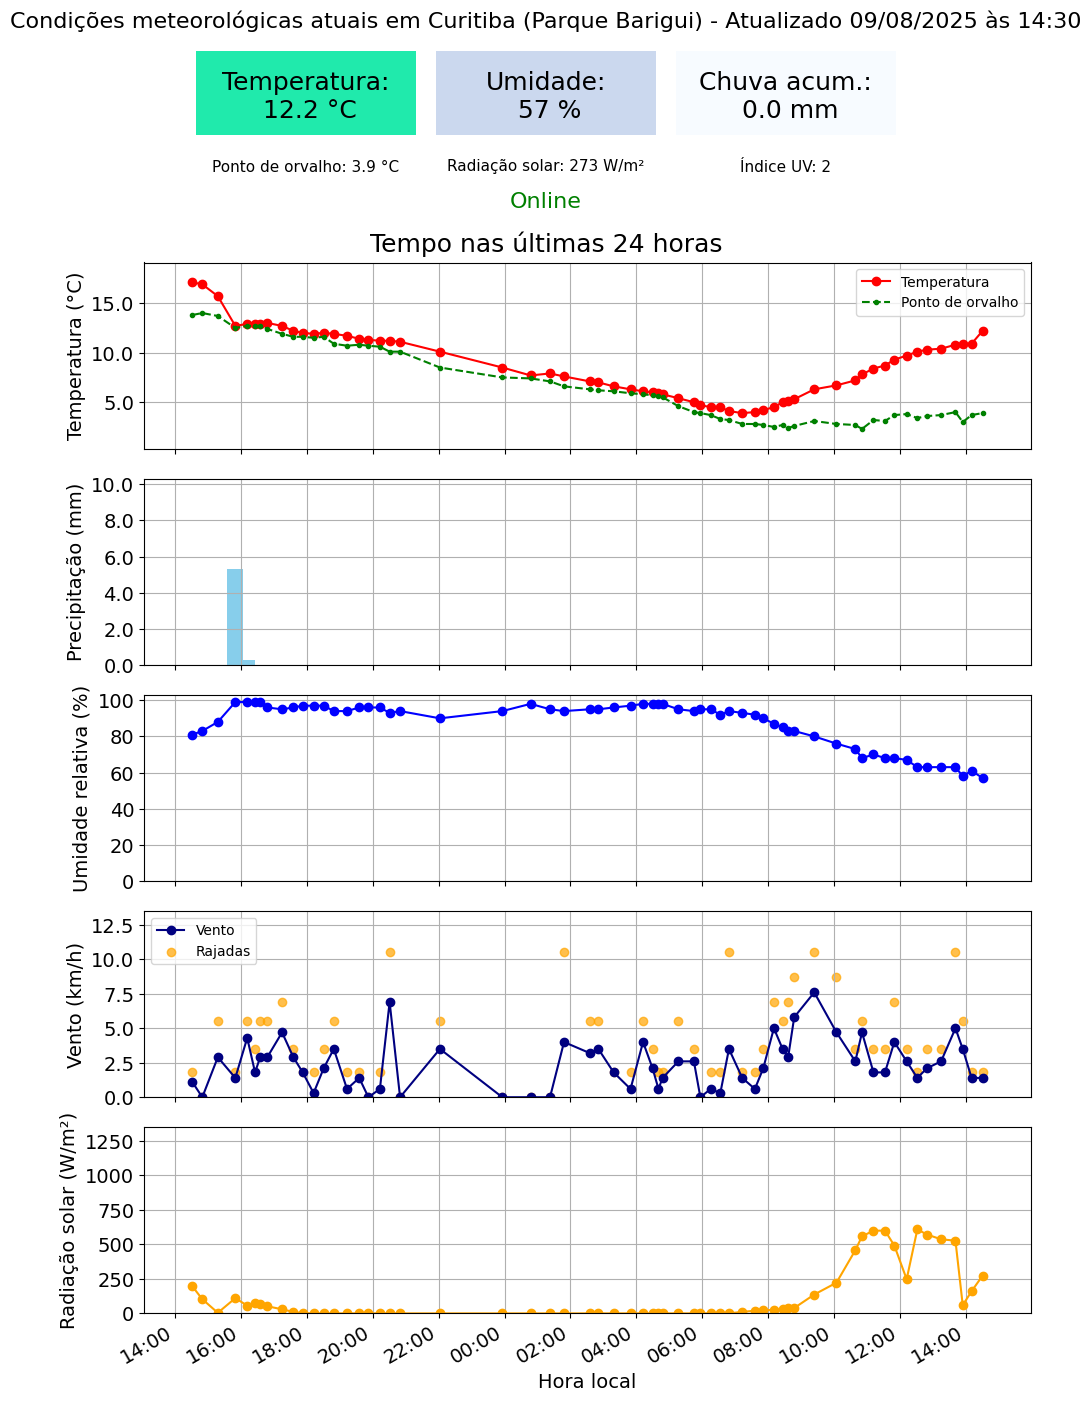 Condições meteorológicas atuais em Curitiba (Parque Barigui) - Atualizado 09/08/2025 às 14:30
Temperatura:
12.2 °C
Umidade:
57 %
Chuva acum.:
0.0 mm
Ponto de orvalho: 3.9 °C
Radiação solar: 273 W/m²
Índice UV: 2
Online
Tempo nas últimas 24 horas
Temperatura (°C)
15.0
10.0
5.0
Temperatura
Ponto de orvalho
Precipitação (mm)
10.0
8.0
6.0
4.0
2.0
0.0
Umidade relativa (%)
100
80
60
40
20
0
Vento (km/h)
12.5
10.0
7.5
5.0
2.5
0.0
Vento
Rajadas
Radiação solar (W/m²)
1250
1000
750
500
250
0
14:00
16:00
18:00
20:00
22:00
00:00
02:00
04:00
06:00
08:00
10:00
12:00
14:00
Hora local